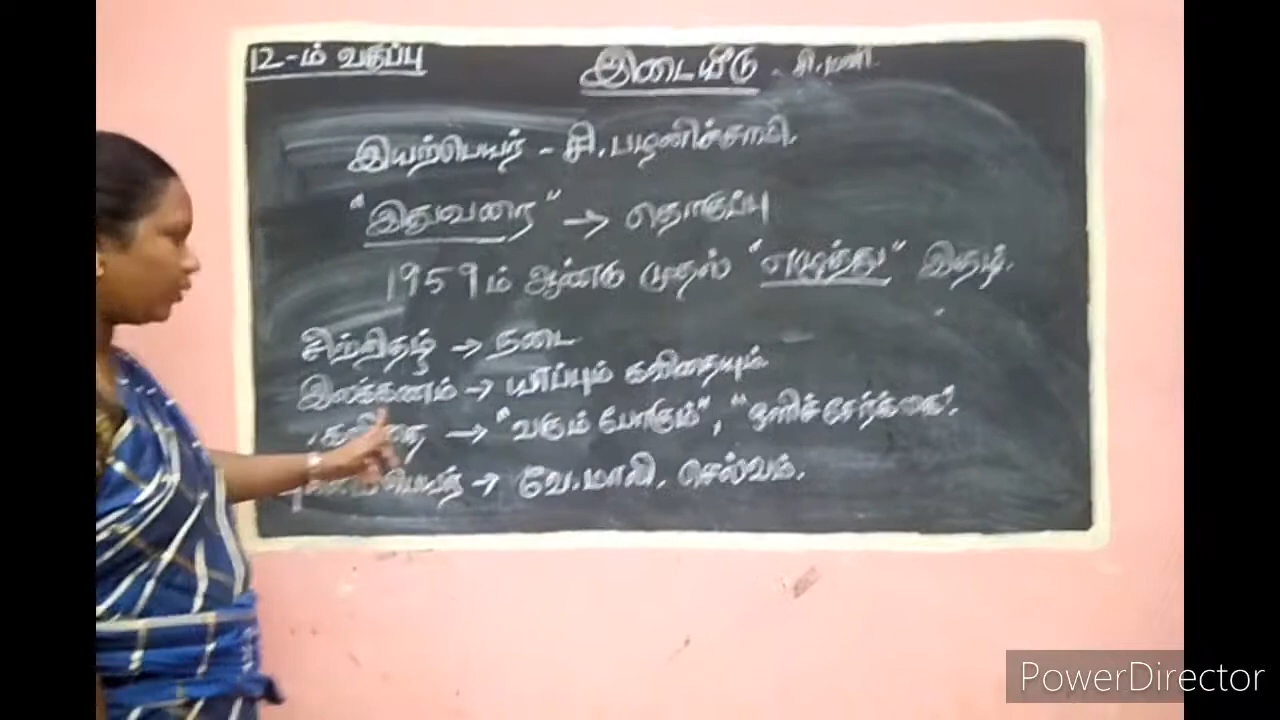 12-ம் வகுப்பு
இடையீடு - சி.மணி.
இயற்பெயர் - சி. பழனிச்சாமி.
"இதுவரை" → தொகுப்பு
1959ம் ஆண்டு முதல் "எழுத்து" இதழ்.
சிற்றிதழ் → நடை
இலக்கணம் → யாப்பும் கவிதையும்
கவிதை → "வரும் போகும்", "ஒளிச்சேர்க்கை".
→ வே.மாலி, செல்வம்.
PowerDirector